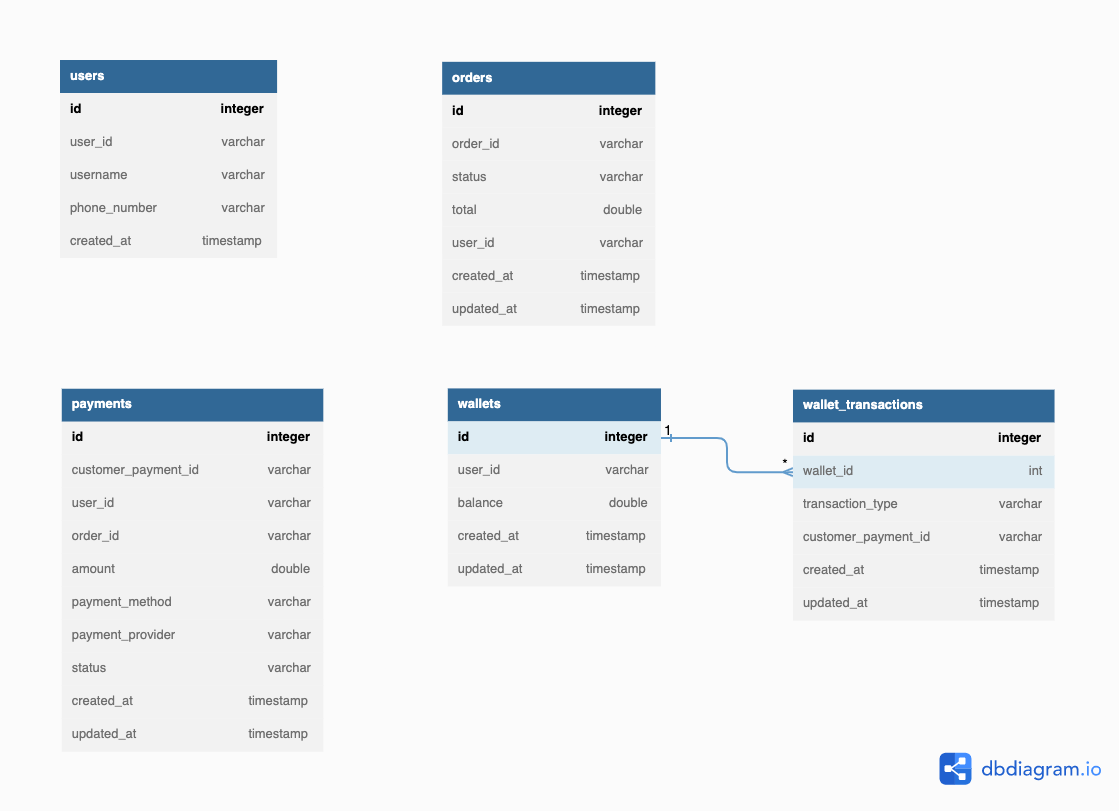 users
id integer
user_id varchar
username varchar
phone_number varchar
created_at timestamp
orders
id integer
order_id varchar
status varchar
total double
user_id varchar
created_at timestamp
updated_at timestamp
payments
id integer
customer_payment_id varchar
user_id varchar
order_id varchar
amount double
payment_method varchar
payment_provider varchar
status varchar
created_at timestamp
updated_at timestamp
wallets
id integer
user_id varchar
balance double
created_at timestamp
updated_at timestamp
1
*
wallet_transactions
id integer
wallet_id int
transaction_type varchar
customer_payment_id varchar
created_at timestamp
updated_at timestamp
dbdiagram.io